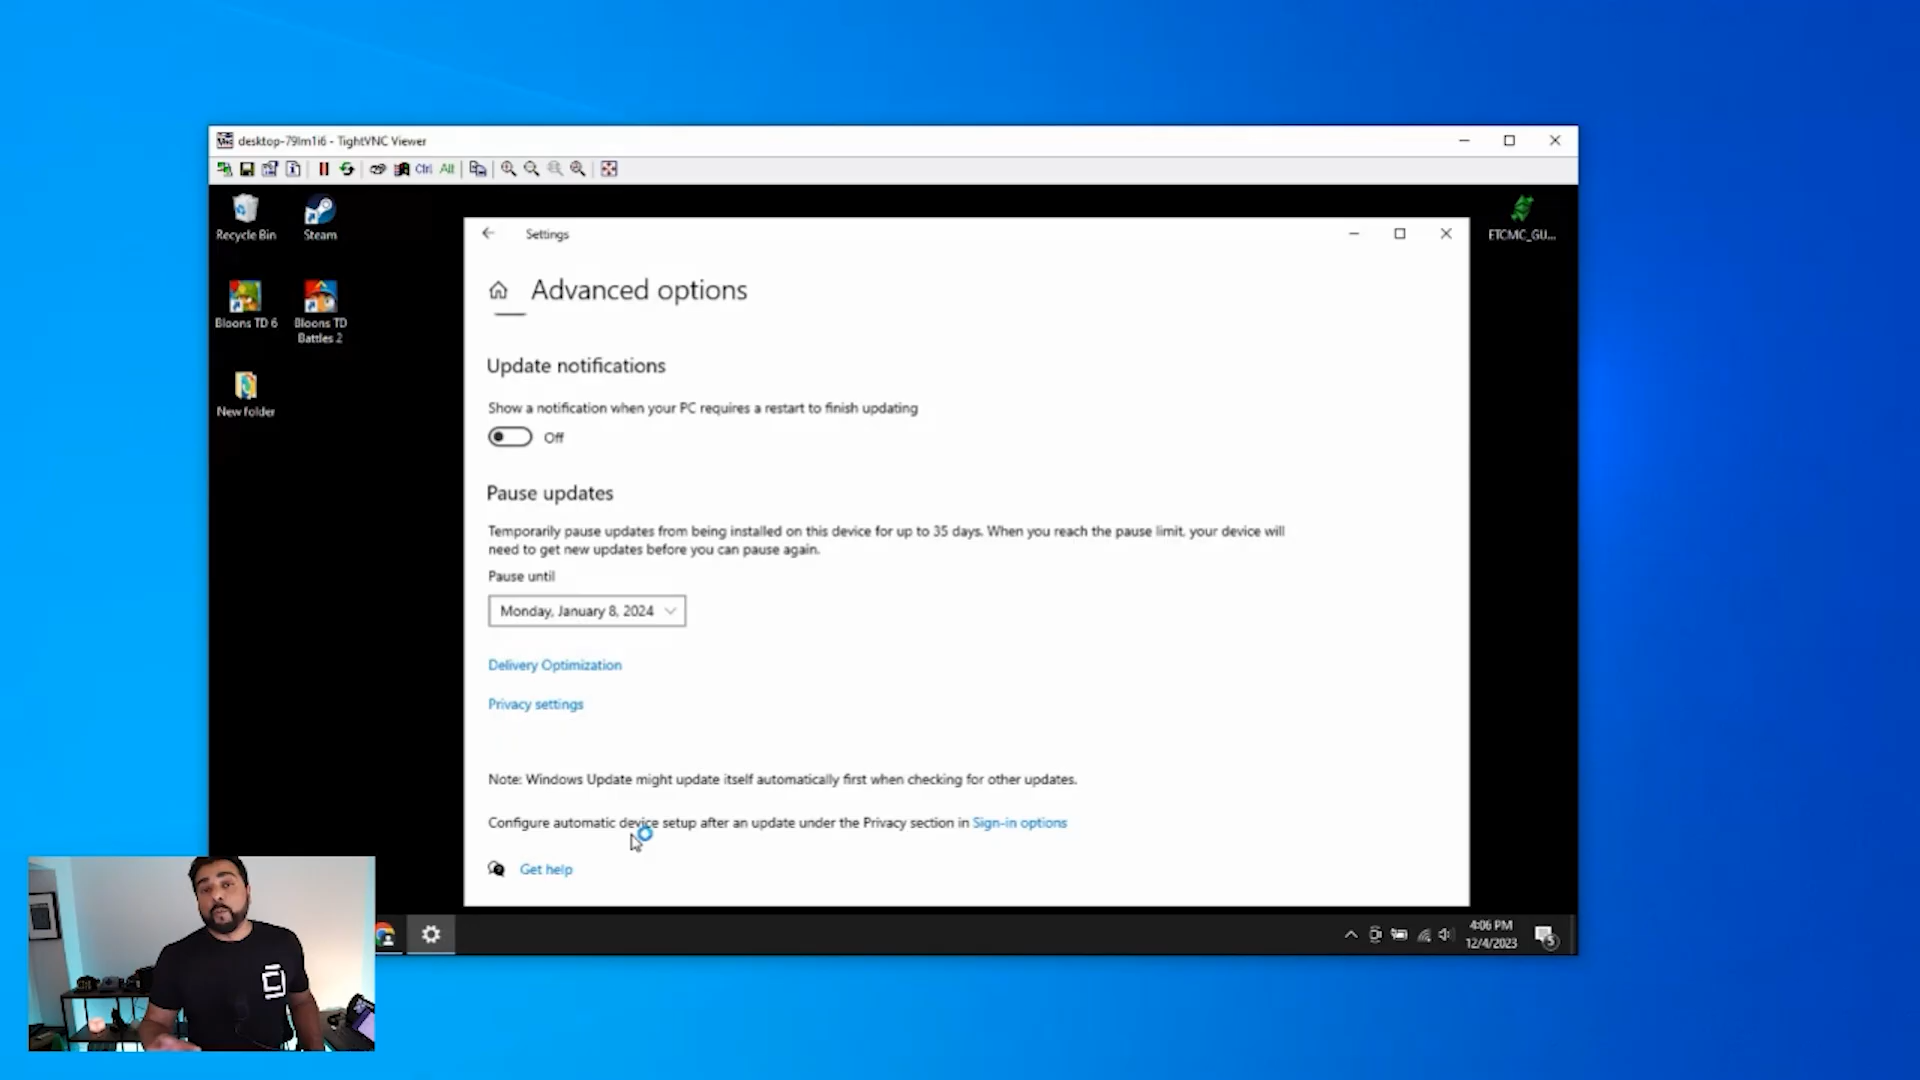 desktop-79lm1i6 - TightVNC Viewer
Ctrl Alt
Recycle Bin
Steam
Bloons TD 6
Bloons TD
Battles 2
New folder
ETCMC_GU...
Settings
Advanced options
Update notifications
Show a notification when your PC requires a restart to finish updating
Off
Pause updates
Temporarily pause updates from being installed on this device for up to 35 days. When you reach the pause limit, your device will
need to get new updates before you can pause again.
Pause until
Monday, January 8, 2024
Delivery Optimization
Privacy settings
Note: Windows Update might update itself automatically first when checking for other updates.
Configure automatic device setup after an update under the Privacy section in Sign-in options
Get help
4:06 PM
12/4/2023
5